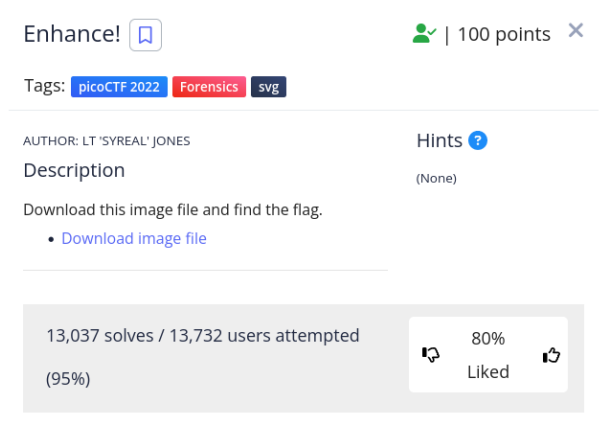 Enhance!
| 100 points
Tags: picoCTF 2022 Forensics svg
AUTHOR: LT 'SYREAL' JONES
Hints ?
Description
(None)
Download this image file and find the flag.
• Download image file
13,037 solves / 13,732 users attempted
(95%)
80%
Liked